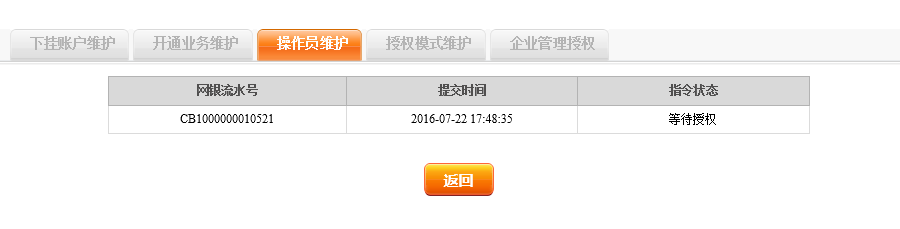 下挂账户维护 开通业务维护 操作员维护 授权模式维护 企业管理授权
网银流水号 提交时间 指令状态
CB1000000010521 2016-07-22 17:48:35 等待授权
返回